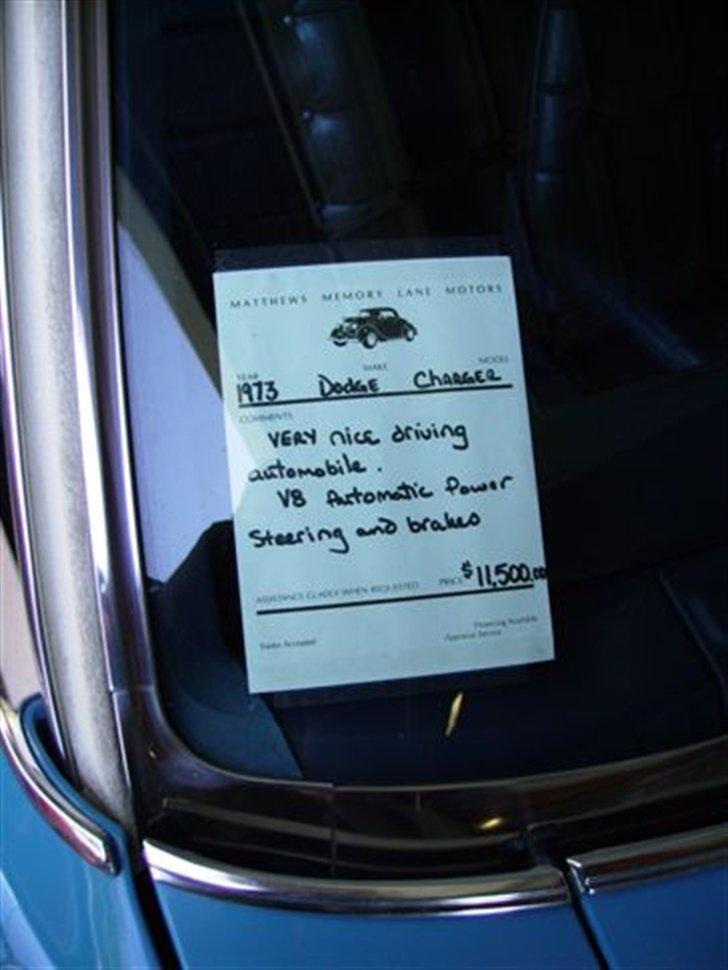 MATTHEWS MEMORY LANE MOTORS
YEAR MAKE MODEL
1973 Dodge Charger
COMMENTS
VERY nice driving
automobile.
V8 Automatic Power
Steering and brakes
ASSISTANCE GLADLY WHEN REQUESTED PRICE $11,500.00
Trades Accepted Financing Available
Appraisal Service